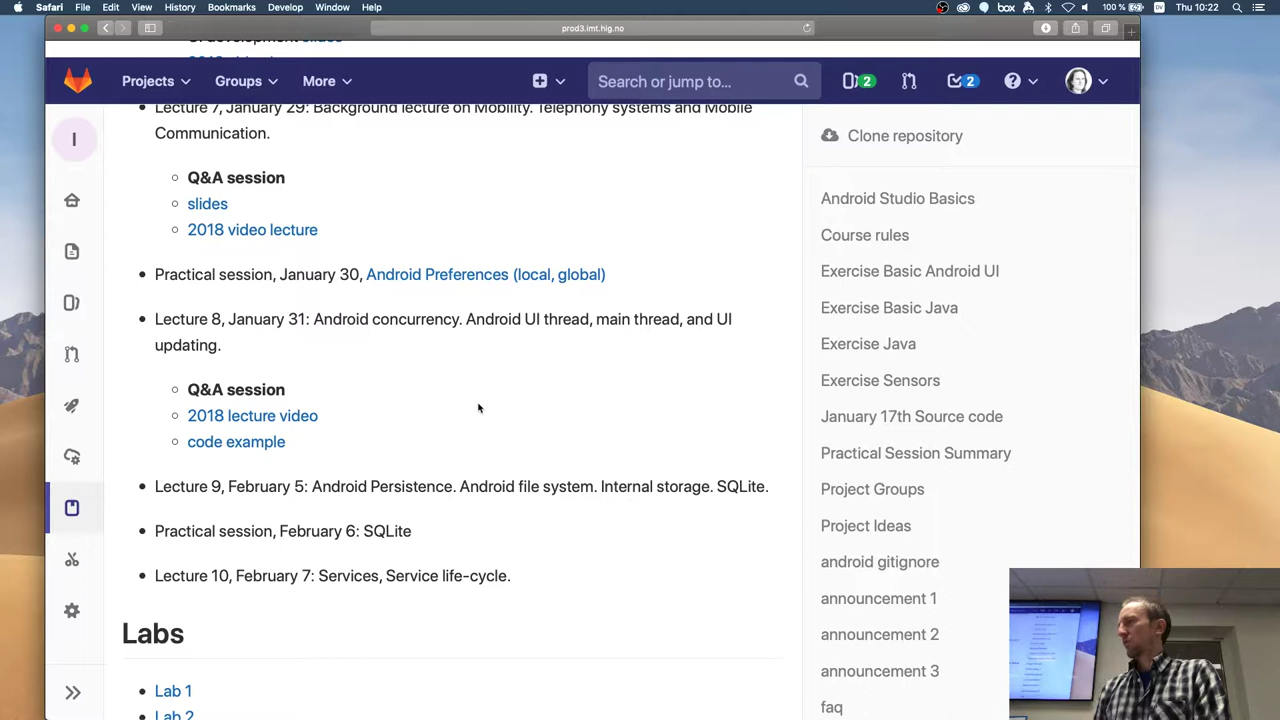 Safari File Edit View History Bookmarks Develop Window Help 100 % Thu 10:22
prod3.imt.hig.no
Projects Groups More Search or jump to... 2 2
Lecture 7, January 29: Background lecture on Mobility. Telephony systems and Mobile
Communication.
Q&A session
slides
2018 video lecture
Practical session, January 30, Android Preferences (local, global)
Lecture 8, January 31: Android concurrency. Android UI thread, main thread, and UI
updating.
Q&A session
2018 lecture video
code example
Lecture 9, February 5: Android Persistence. Android file system. Internal storage. SQLite.
Practical session, February 6: SQLite
Lecture 10, February 7: Services, Service life-cycle.
Labs
Lab 1
Lab 2
I
Clone repository
Android Studio Basics
Course rules
Exercise Basic Android UI
Exercise Basic Java
Exercise Java
Exercise Sensors
January 17th Source code
Practical Session Summary
Project Groups
Project Ideas
android gitignore
announcement 1
announcement 2
announcement 3
faq